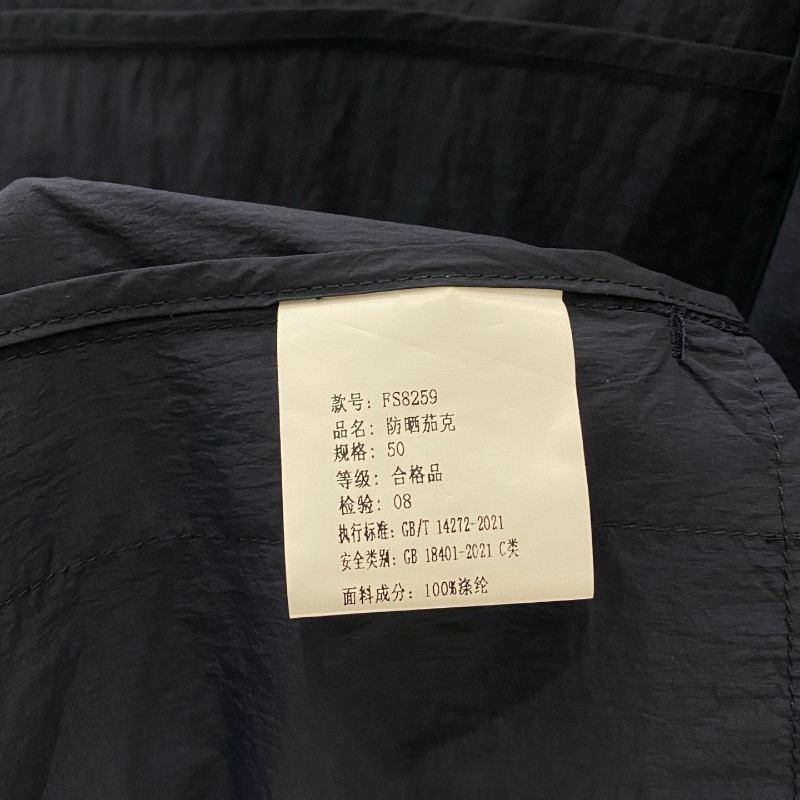 款号: FS8259
品名: 防晒茄克
规格: 50
等级: 合格品
检验: 08
执行标准: GB/T 14272-2021
安全类别: GB 18401-2021 C类
面料成分: 100%涤纶